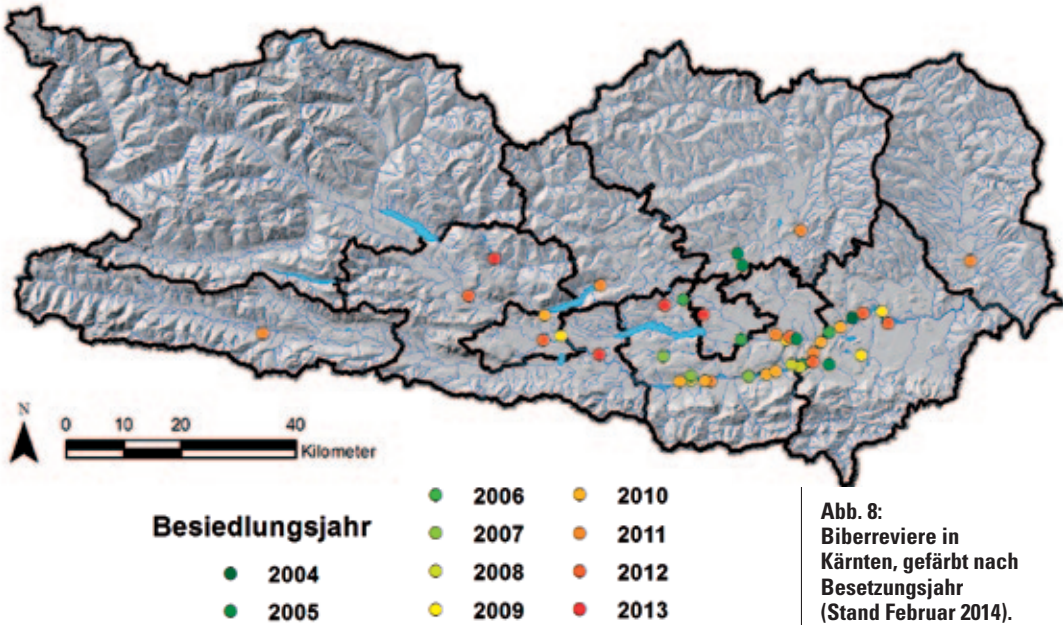 N
0 10 20 40
Kilometer
Besiedlungsjahr
2004
2005
2006
2007
2008
2009
2010
2011
2012
2013
Abb. 8:
Biberreviere in
Kärnten, gefärbt nach
Besetzungsjahr
(Stand Februar 2014).